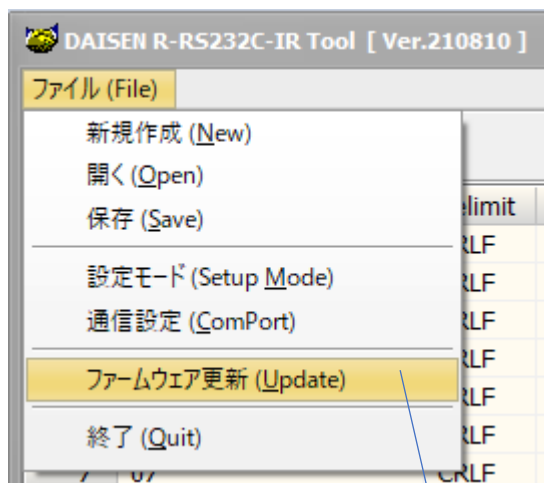 DAISEN R-RS232C-IR Tool [ Ver.210810 ]
ファイル (File)
新規作成 (New)
開く (Open)
保存 (Save)
設定モード (Setup Mode)
通信設定 (ComPort)
ファームウェア更新 (Update)
終了 (Quit)
elimit
RLF
RLF
RLF
RLF
RLF
RLF
7 07 CRLF